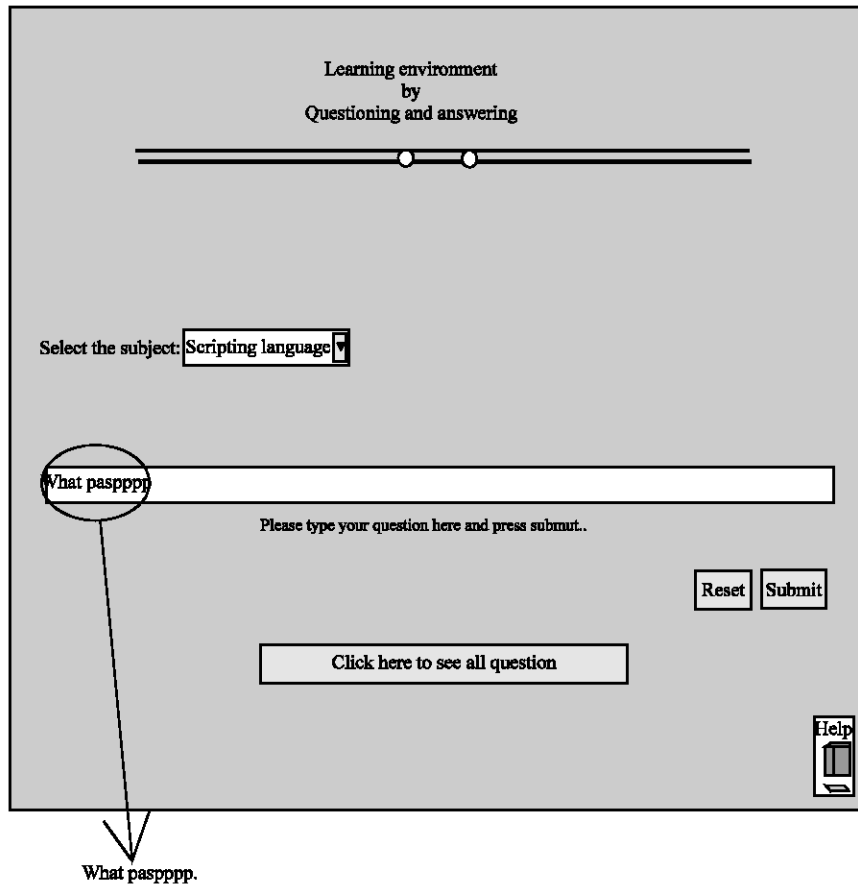 Learning environment
by
Questioning and answering
Select the subject: Scripting language
What paspppp
Please type your question here and press submut..
Reset Submit
Click here to see all question
Help
What paspppp.